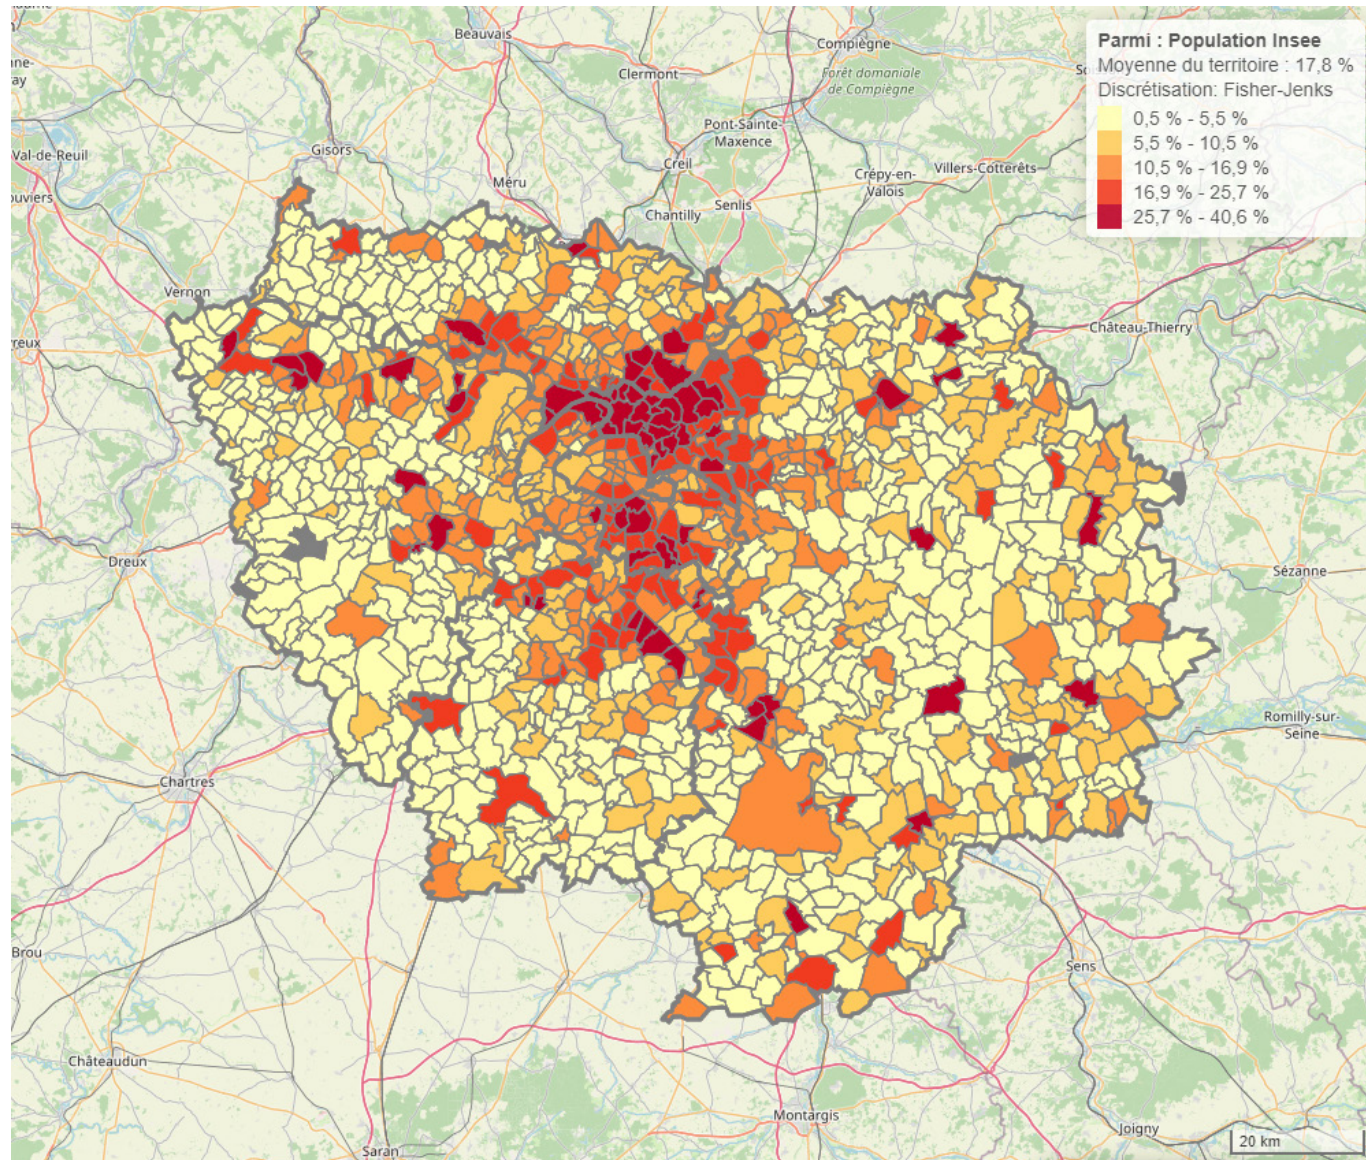 Beauvais
Compiègne
Parmi : Population Insee
Moyenne du territoire : 17,8 %
Discrétisation: Fisher-Jenks
0,5 % - 5,5 %
5,5 % - 10,5 %
10,5 % - 16,9 %
16,9 % - 25,7 %
25,7 % - 40,6 %
Clermont
Forêt domaniale
de Compiègne
Pont-Sainte-
Maxence
Val-de-Reuil
Gisors
Creil
Villers-Cotterêts
Crépy-en-
Valois
Méru
ouviers
Senlis
Chantilly
Vernon
Château-Thierry
reux
Dreux
Sézanne
Romilly-sur-
Seine
Chartres
Brou
Sens
Châteaudun
Montargis
Joigny
20 km
Saran